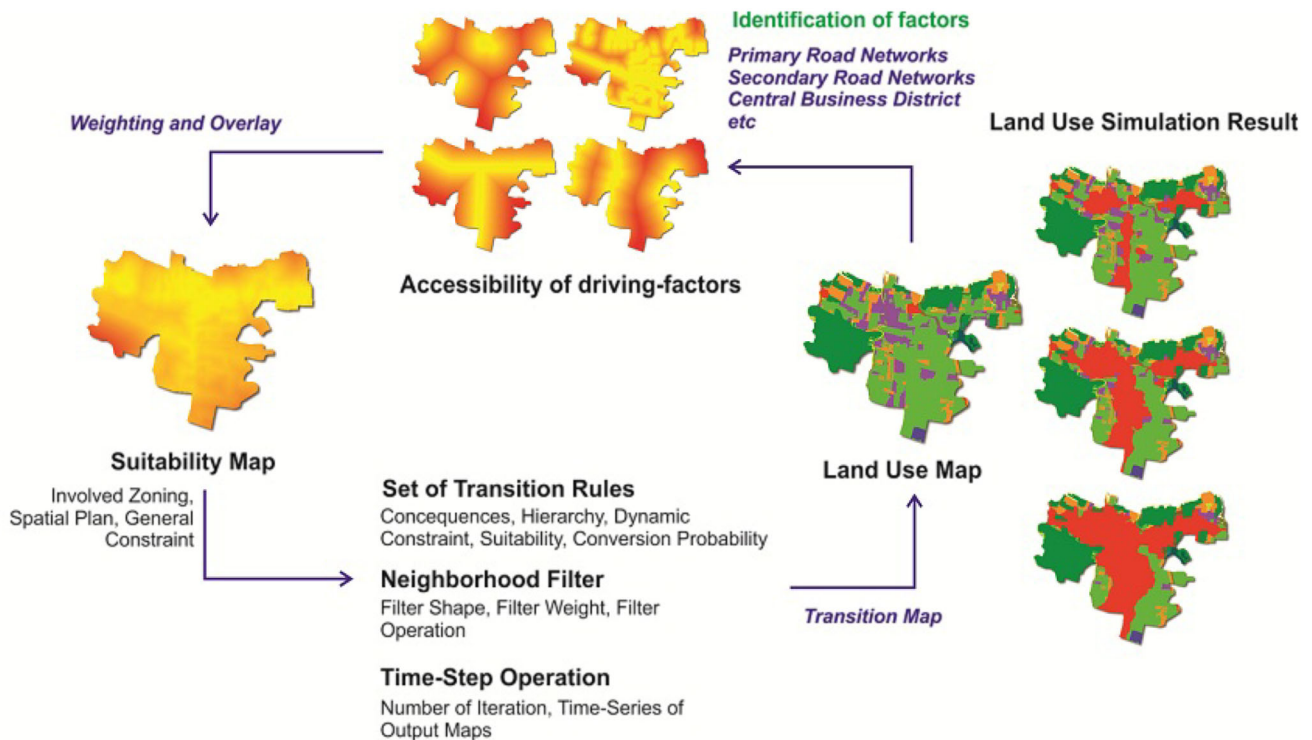 Identification of factors
Primary Road Networks
Secondary Road Networks
Central Business District
etc
Weighting and Overlay
Land Use Simulation Result
Accessibility of driving-factors
Suitability Map
Involved Zoning,
Spatial Plan, General
Constraint
Set of Transition Rules
Concequences, Hierarchy, Dynamic
Constraint, Suitability, Conversion Probability
Neighborhood Filter
Filter Shape, Filter Weight, Filter
Operation
Time-Step Operation
Number of Iteration, Time-Series of
Output Maps
Land Use Map
Transition Map